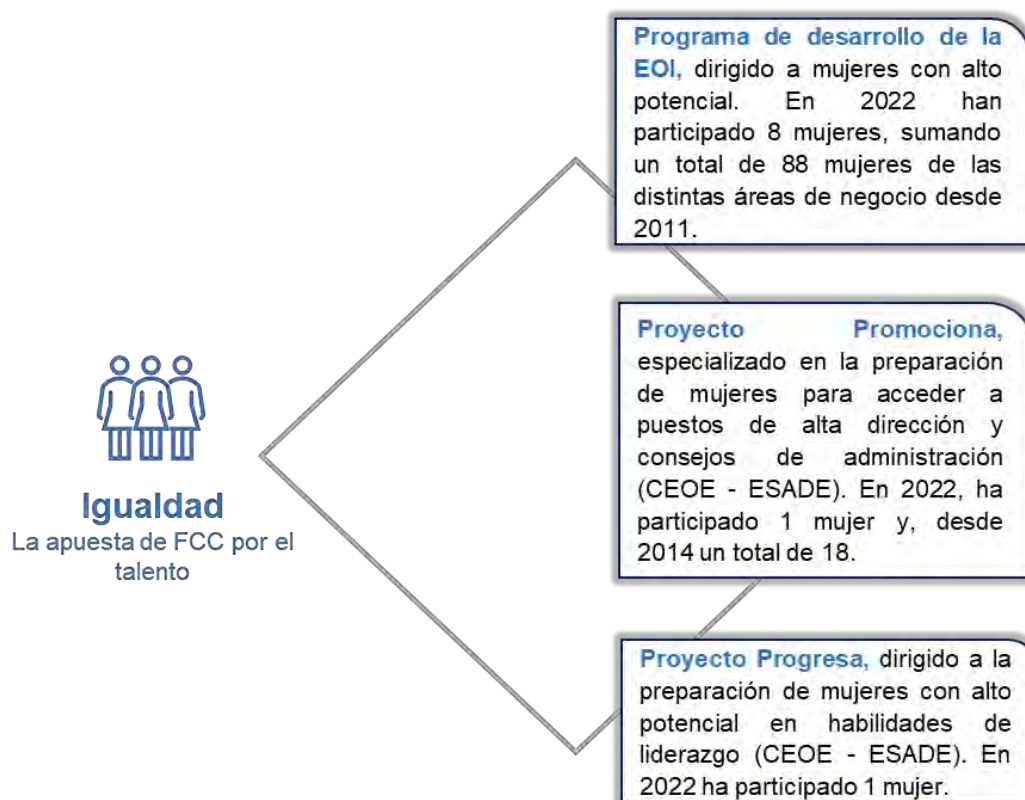 Igualdad
La apuesta de FCC por el
talento
Programa de desarrollo de la
EOI, dirigido a mujeres con alto
potencial. En 2022 han
participado 8 mujeres, sumando
un total de 88 mujeres de las
distintas áreas de negocio desde
2011.
Proyecto Promociona,
especializado en la preparación
de mujeres para acceder a
puestos de alta dirección y
consejos de administración
(CEOE - ESADE). En 2022, ha
participado 1 mujer y, desde
2014 un total de 18.
Proyecto Progresa, dirigido a la
preparación de mujeres con alto
potencial en habilidades de
liderazgo (CEOE - ESADE). En
2022 ha participado 1 mujer.